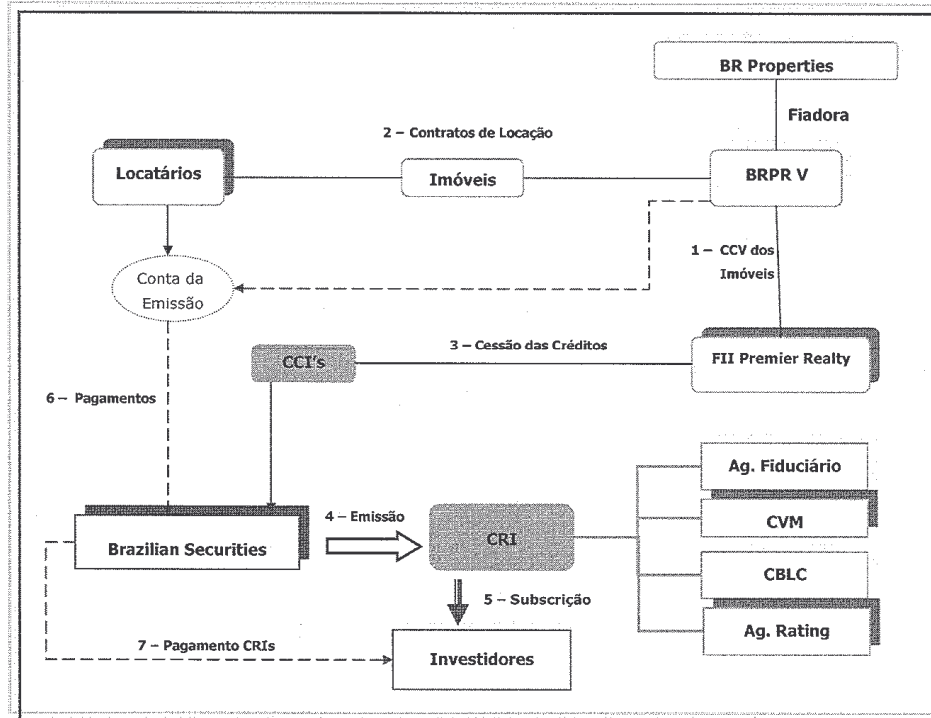 BR Properties
Fiadora
2 – Contratos de Locação
Locatários
Imóveis
BRPR V
1 – CCV dos
Imóveis
Conta da
Emissão
3 – Cessão das Créditos
CCI's
FII Premier Realty
6 – Pagamentos
Ag. Fiduciário
4 – Emissão
CVM
Brazilian Securities
CRI
CBLC
5 – Subscrição
Ag. Rating
7 – Pagamento CRIs
Investidores